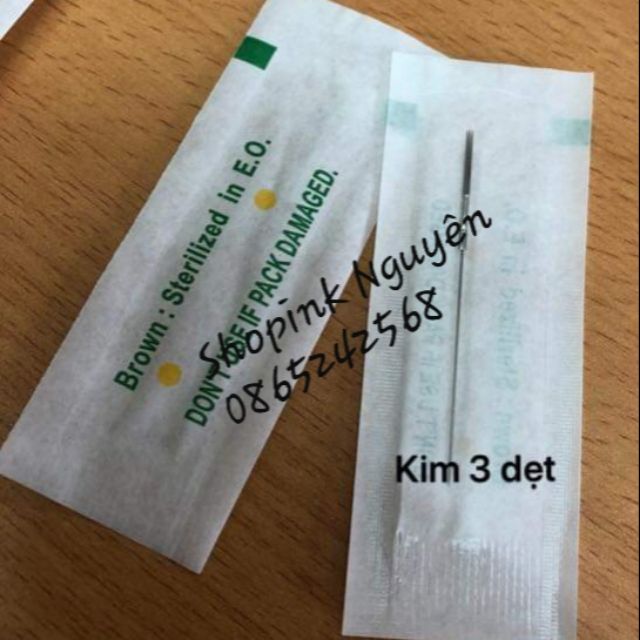 Brown : Sterilized in E.O.
DON'T USE IF PACK DAMAGED.
Shopink Nguyên
0865242568
Kim 3 dẹt